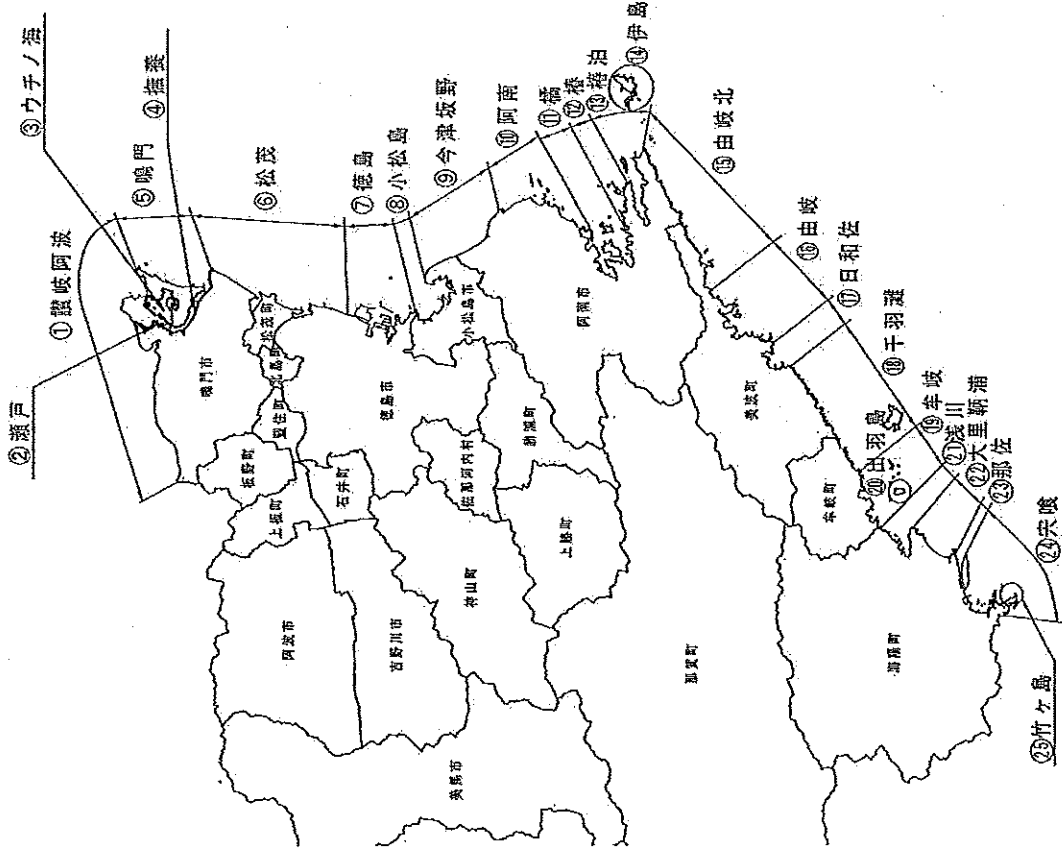 ①讃岐阿波
②瀬戸
③ウチノ海
④撫養
⑤鳴門
⑥松茂
⑦徳島
⑧小松島
⑨今津坂野
⑩阿南
⑪橘
⑫椿
⑬椿泊
⑭伊島
⑮由岐北
⑯由岐
⑰日和佐
⑱千羽灘
⑲牟岐
⑳出羽島
㉑浅川
㉒大里鞆浦
㉓那佐
㉔宍喰
㉕竹ヶ島
鳴門市
松茂町
北島町
藍住町
板野町
上板町
徳島市
石井町
小松島市
佐那河内村
勝浦町
阿南市
阿波市
吉野川市
神山町
上勝町
美馬市
那賀町
美波町
牟岐町
海陽町